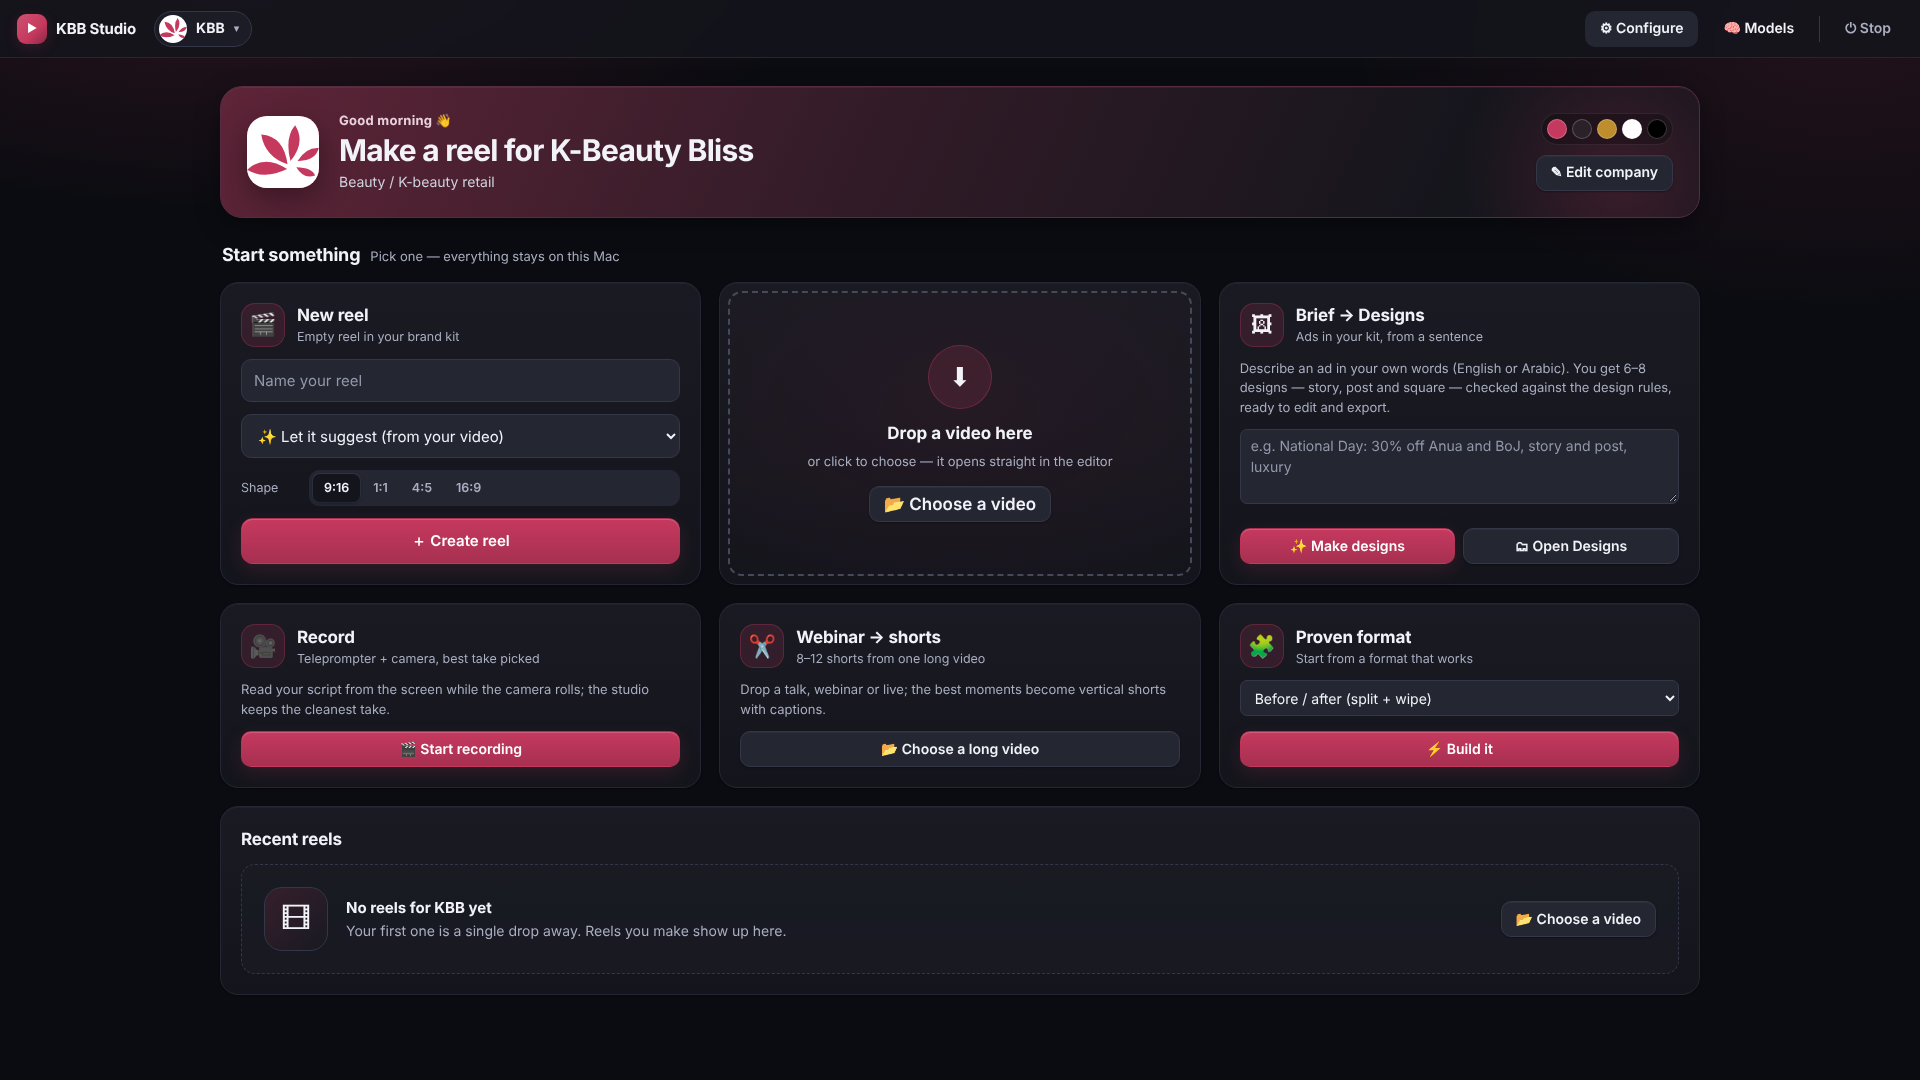 KBB Studio
KBB
⚙ Configure
🧠 Models
⏻ Stop
Good morning 👋
Make a reel for K-Beauty Bliss
Beauty / K-beauty retail
✎ Edit company
Start something
Pick one — everything stays on this Mac
🎬
New reel
Empty reel in your brand kit
Name your reel
✨ Let it suggest (from your video)
Shape
9:16
1:1
4:5
16:9
+ Create reel
⬇
Drop a video here
or click to choose — it opens straight in the editor
📂 Choose a video
🖼
Brief → Designs
Ads in your kit, from a sentence
Describe an ad in your own words (English or Arabic). You get 6–8
designs — story, post and square — checked against the design rules,
ready to edit and export.
e.g. National Day: 30% off Anua and BoJ, story and post,
luxury
✨ Make designs
🗂 Open Designs
🎥
Record
Teleprompter + camera, best take picked
Read your script from the screen while the camera rolls; the studio
keeps the cleanest take.
🎬 Start recording
✂️
Webinar → shorts
8–12 shorts from one long video
Drop a talk, webinar or live; the best moments become vertical shorts
with captions.
📂 Choose a long video
🧩
Proven format
Start from a format that works
Before / after (split + wipe)
⚡ Build it
Recent reels
🎞
No reels for KBB yet
Your first one is a single drop away. Reels you make show up here.
📂 Choose a video